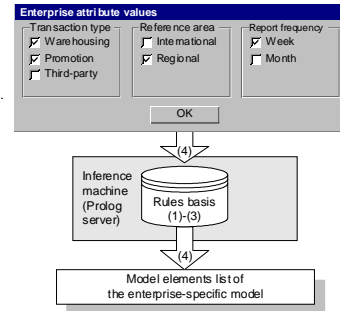 Enterprise attribute values
Transaction type
Reference area
Report frequency
Warehousing
International
Week
Promotion
Regional
Month
Third-party
OK
(4)
Inference
machine
(Prolog
server)
Rules basis
(1)-(3)
(4)
Model elements list of
the enterprise-specific model